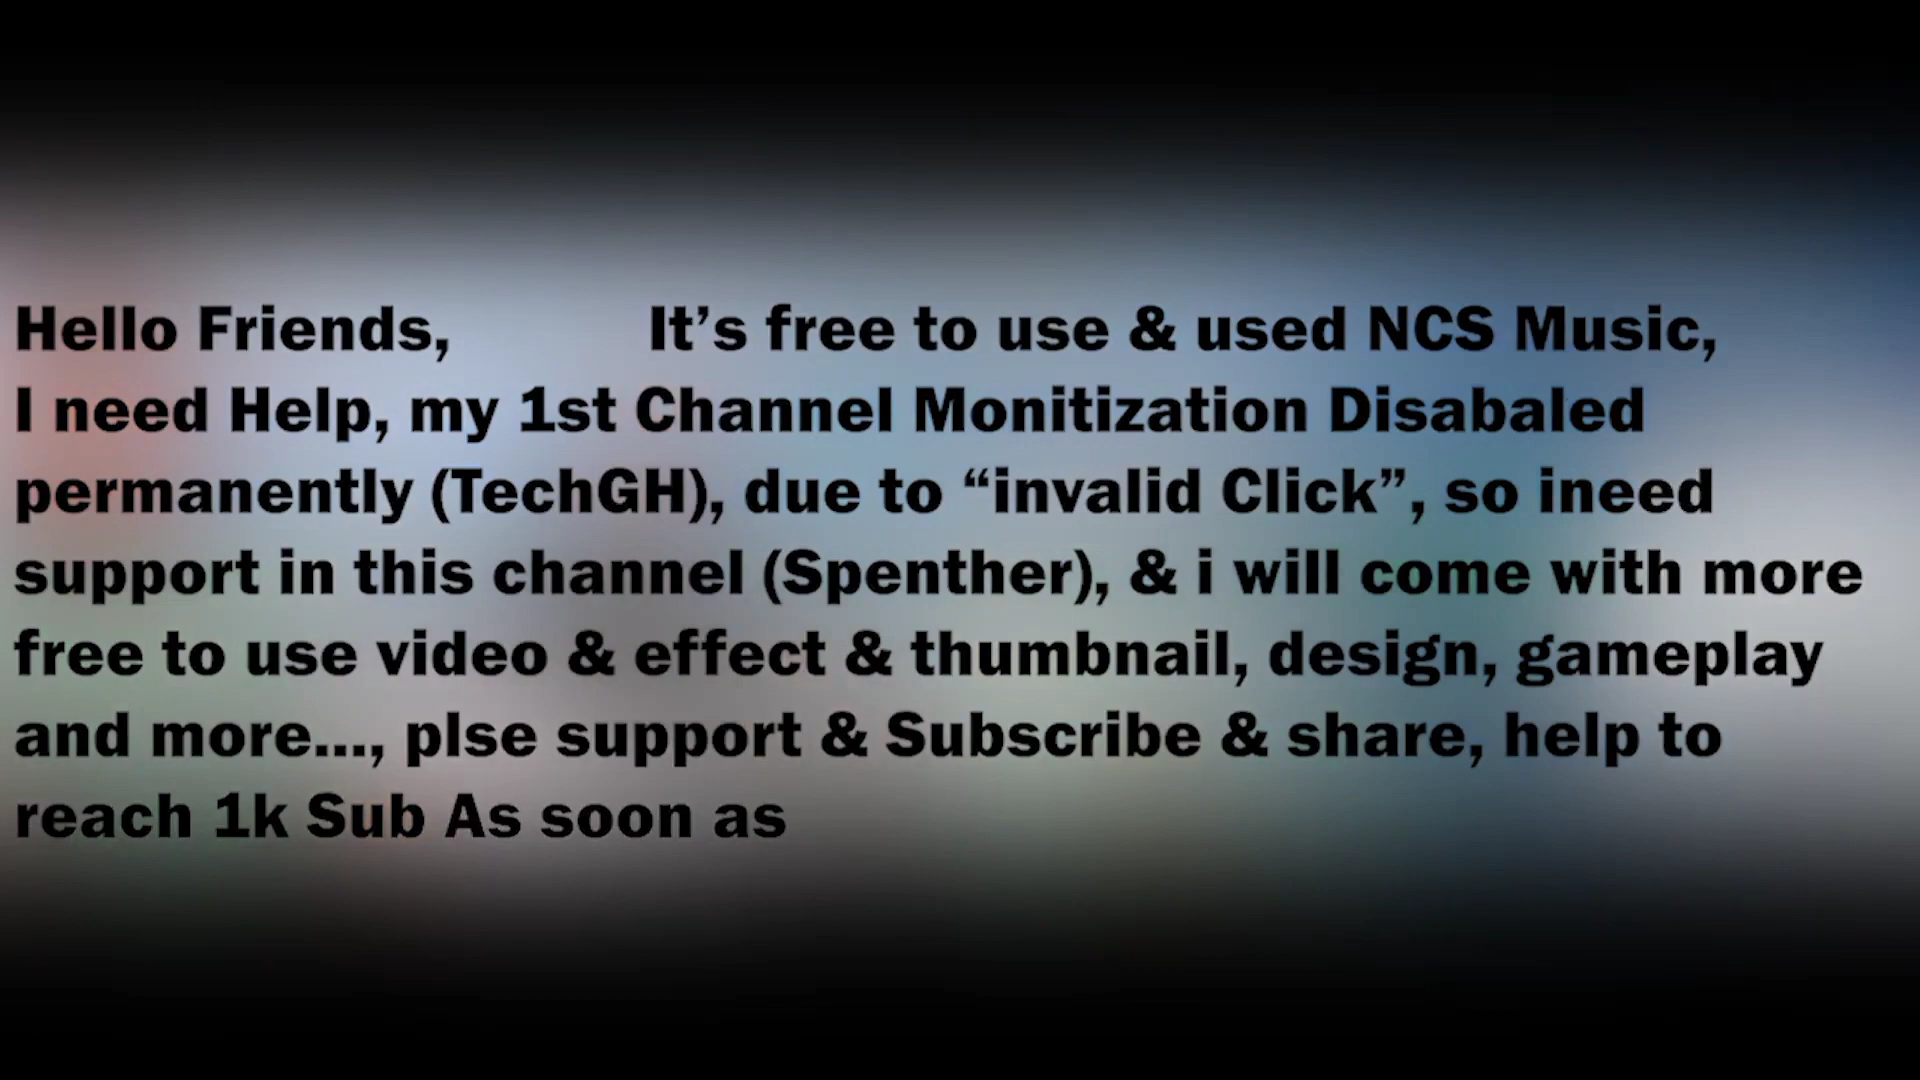 Hello Friends, It’s free to use & used NCS Music,
I need Help, my 1st Channel Monitization Disabaled
permanently (TechGH), due to “invalid Click”, so ineed
support in this channel (Spenther), & i will come with more
free to use video & effect & thumbnail, design, gameplay
and more..., plse support & Subscribe & share, help to
reach 1k Sub As soon as